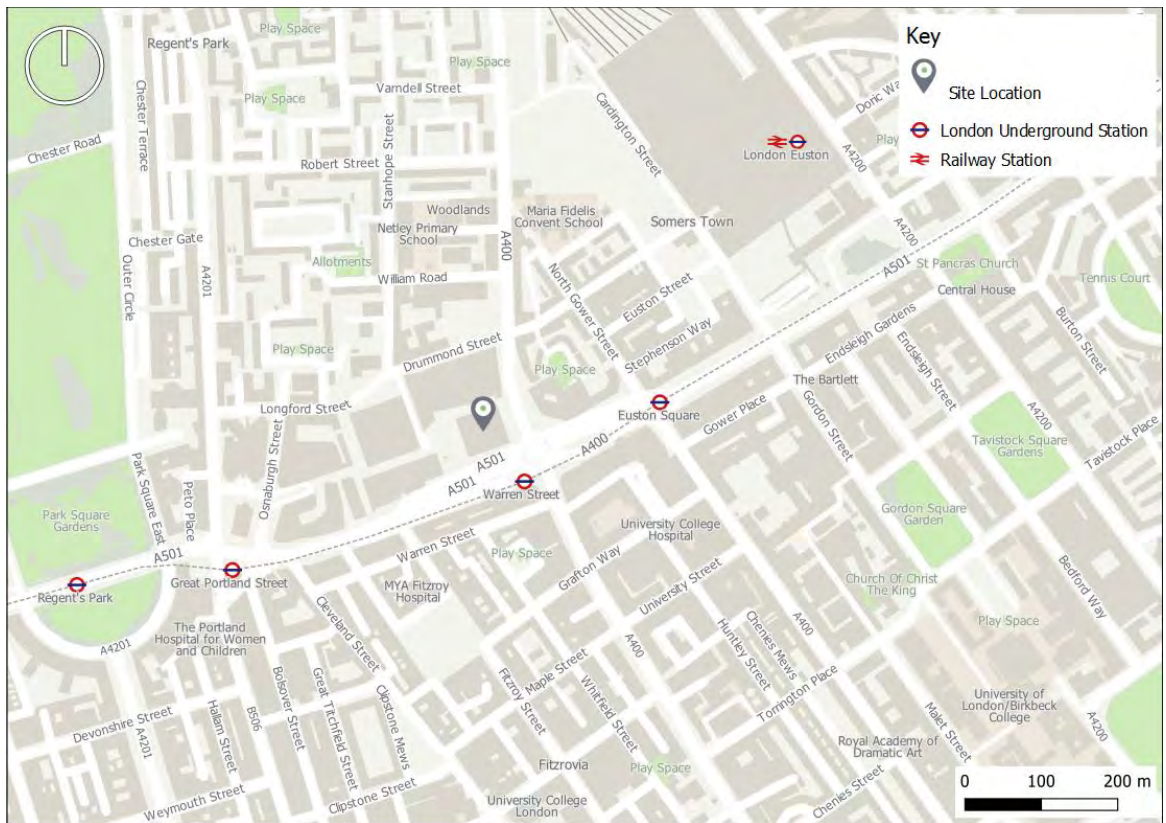 Key
Site Location
London Underground Station
Railway Station
Regent's Park
Play Space
Play Space
Varndell Street
Play Space
Chester Terrace
Chester Road
Robert Street
Stanhope Street
Cardington Street
Doric Wa
Play
A4200
London Euston
Woodlands
Netley Primary
School
Maria Fidelis
Convent School
Somers Town
A400
A4200
A501
Chester Gate
Allotments
William Road
Outer Circle
A4201
North Gower Street
Euston Street
Stephenson Way
St Pancras Church
Central House
Tennis Court
Burton Street
Endsleigh Gardens
Endsleigh Street
Play Space
Drummond Street
Play Space
Longford Street
The Bartlett
Euston Square
Gower Place
Gordon Street
A4200
Tavistock Square
Gardens
Tavistock Place
Osnaburgh Street
A501
A501
A400
Warren Street
Park Square East
Peto Place
Park Square
Gardens
A501
Regent's Park
Great Portland Street
Warren Street
Play Space
Grafton Way
University College
Hospital
Gordon Square
Garden
MYA Fitzroy
Hospital
University Street
Church Of Christ
The King
Bedford Way
Play Space
A4201
The Portland
Hospital for Women
and Children
Cleveland Street
A400
Huntley Street
Chenies Mews
A400
Torrington Place
Maple Street
Fitzroy Street
Whitfield Street
Devonshire Street
A4201
Hallam Street
B506
Bolsover Street
Great Titchfield Street
Clipstone Mews
Malet Street
University of
London/Birkbeck
College
A4200
Royal Academy of
Dramatic Art
Fitzrovia
Play Space
Weymouth Street
Clipstone Street
University College
London
Chenies Street
0 100 200 m